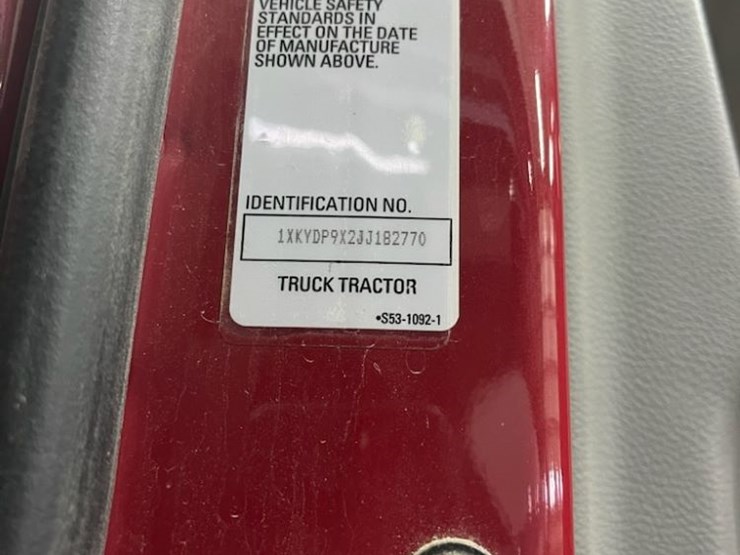 VEHICLE SAFETY
STANDARDS IN
EFFECT ON THE DATE
OF MANUFACTURE
SHOWN ABOVE.
IDENTIFICATION NO.
1XKYDP9X2JJ182770
TRUCK TRACTOR
•S53-1092-1